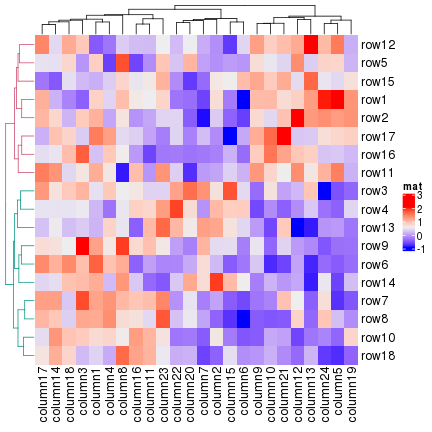 row12
row5
row15
row1
row2
row17
row16
row11
row3
row4
row13
row9
row6
row14
row7
row8
row10
row18
mat
3
2
1
0
-1
column17
column14
column18
column3
column1
column4
column8
column16
column11
column23
column22
column20
column7
column2
column15
column6
column9
column10
column21
column12
column13
column24
column5
column19